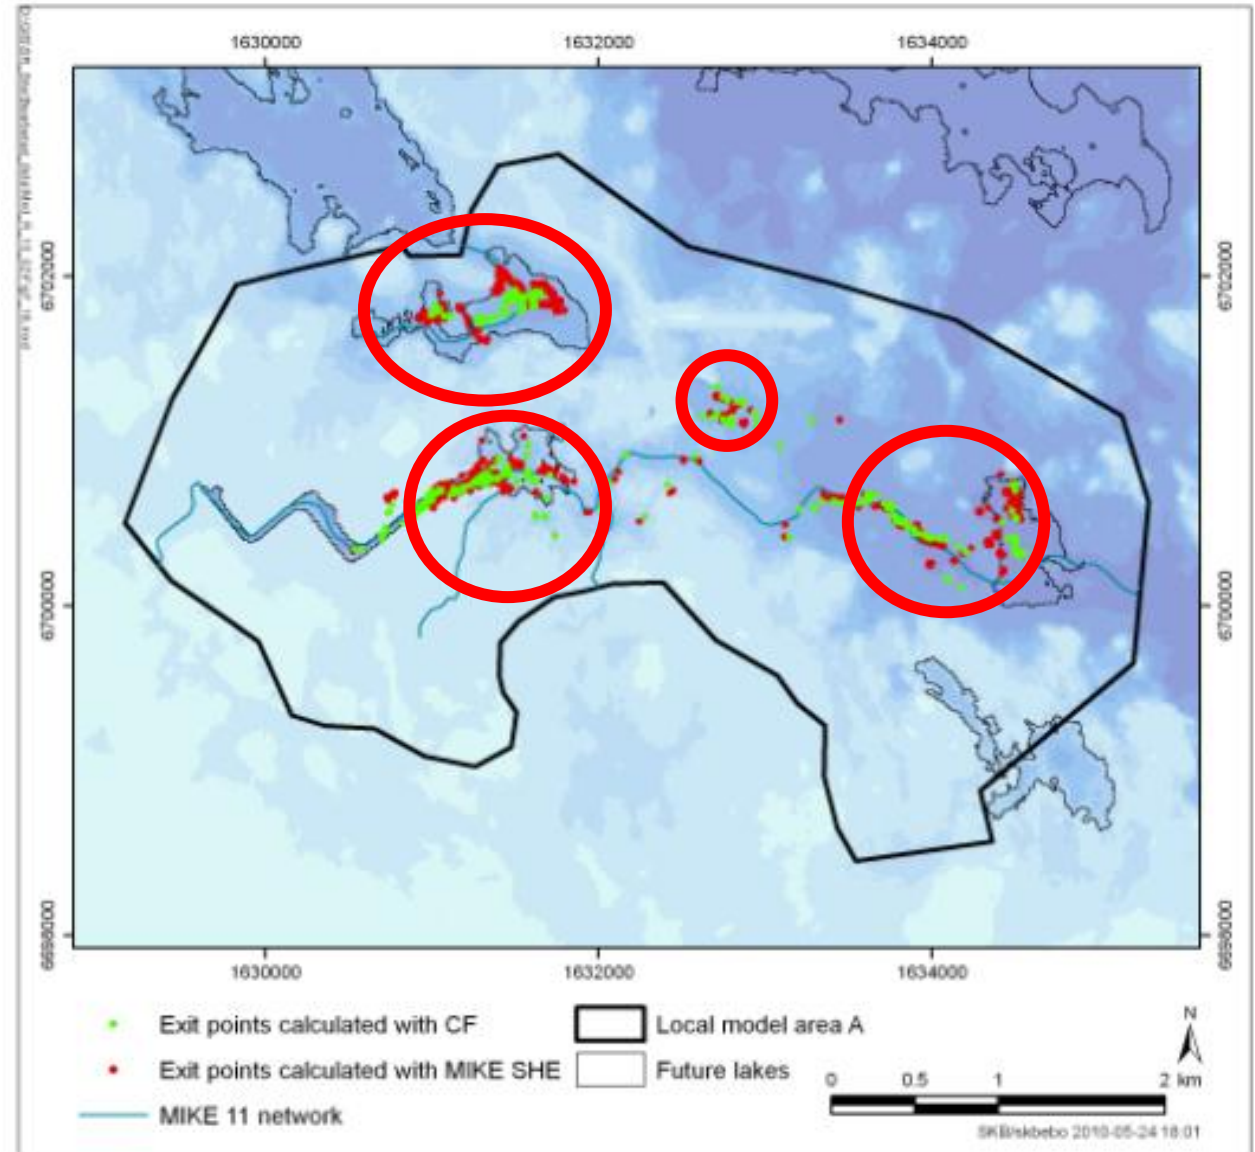 1630000 1632000 1634000
6702000 6702000
6700000 6700000
6698000 6698000
1630000 1632000 1634000
Exit points calculated with CF
Local model area A
Exit points calculated with MIKE SHE
Future lakes
MIKE 11 network
N
0 0.5 1 2 km
SKB/skbebo 2010-05-24 18:01